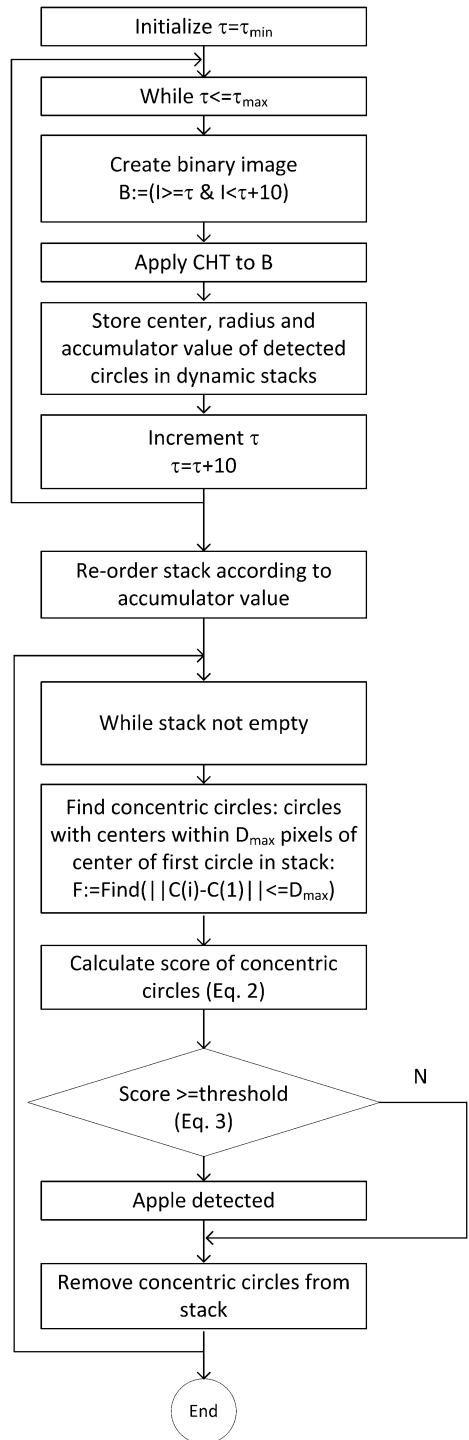 Initialize τ=τmin
While τ<=τmax
Create binary image
B:=(I>=τ & I<τ+10)
Apply CHT to B
Store center, radius and
accumulator value of detected
circles in dynamic stacks
Increment τ
τ=τ+10
Re-order stack according to
accumulator value
While stack not empty
Find concentric circles: circles
with centers within Dmax pixels of
center of first circle in stack:
F:=Find(||C(i)-C(1)||<=Dmax)
Calculate score of concentric
circles (Eq. 2)
Score >=threshold
(Eq. 3)
N
Apple detected
Remove concentric circles from
stack
End